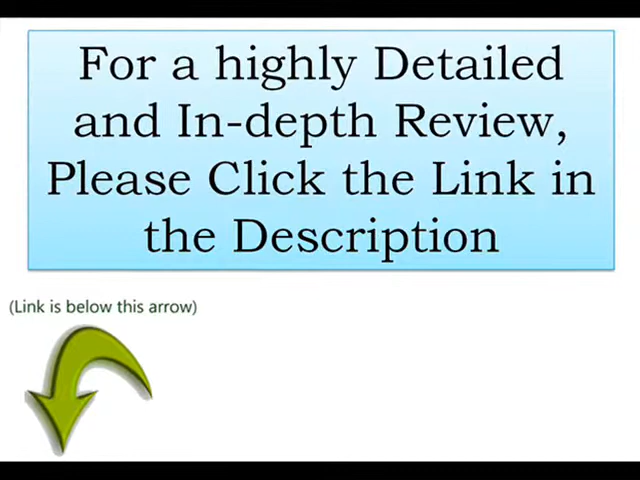 For a highly Detailed
and In-depth Review,
Please Click the Link in
the Description
(Link is below this arrow)